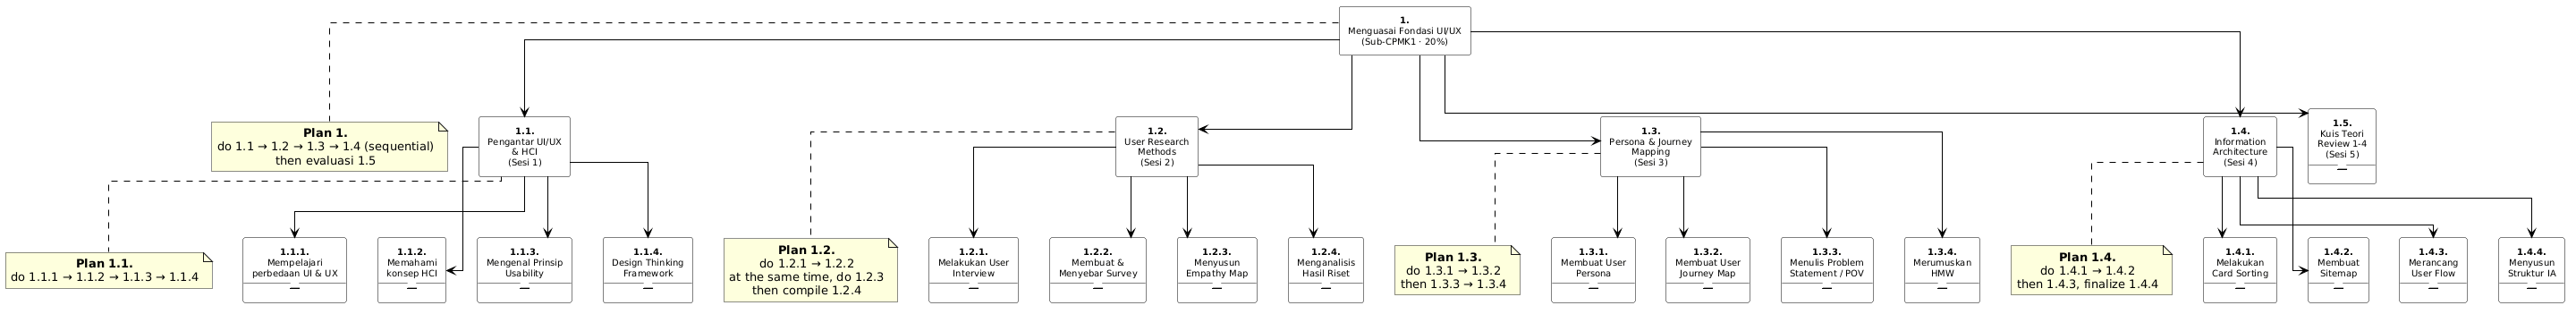 1.
Menguasai Fondasi UI/UX
(Sub-CPMK1 · 20%)
Plan 1.
do 1.1 → 1.2 → 1.3 → 1.4 (sequential)
then evaluasi 1.5
1.1.
Pengantar UI/UX
& HCI
(Sesi 1)
1.2.
User Research
Methods
(Sesi 2)
1.3.
Persona & Journey
Mapping
(Sesi 3)
1.4.
Information
Architecture
(Sesi 4)
1.5.
Kuis Teori
Review 1-4
(Sesi 5)
—
Plan 1.1.
do 1.1.1 → 1.1.2 → 1.1.3 → 1.1.4
1.1.1.
Mempelajari
perbedaan UI & UX
—
1.1.2.
Memahami
konsep HCI
—
1.1.3.
Mengenal Prinsip
Usability
—
1.1.4.
Design Thinking
Framework
—
Plan 1.2.
do 1.2.1 → 1.2.2
at the same time, do 1.2.3
then compile 1.2.4
1.2.1.
Melakukan User
Interview
—
1.2.2.
Membuat &
Menyebar Survey
—
1.2.3.
Menyusun
Empathy Map
—
1.2.4.
Menganalisis
Hasil Riset
—
Plan 1.3.
do 1.3.1 → 1.3.2
then 1.3.3 → 1.3.4
1.3.1.
Membuat User
Persona
—
1.3.2.
Membuat User
Journey Map
—
1.3.3.
Menulis Problem
Statement / POV
—
1.3.4.
Merumuskan
HMW
—
Plan 1.4.
do 1.4.1 → 1.4.2
then 1.4.3, finalize 1.4.4
1.4.1.
Melakukan
Card Sorting
—
1.4.2.
Membuat
Sitemap
—
1.4.3.
Merancang
User Flow
—
1.4.4.
Menyusun
Struktur IA
—